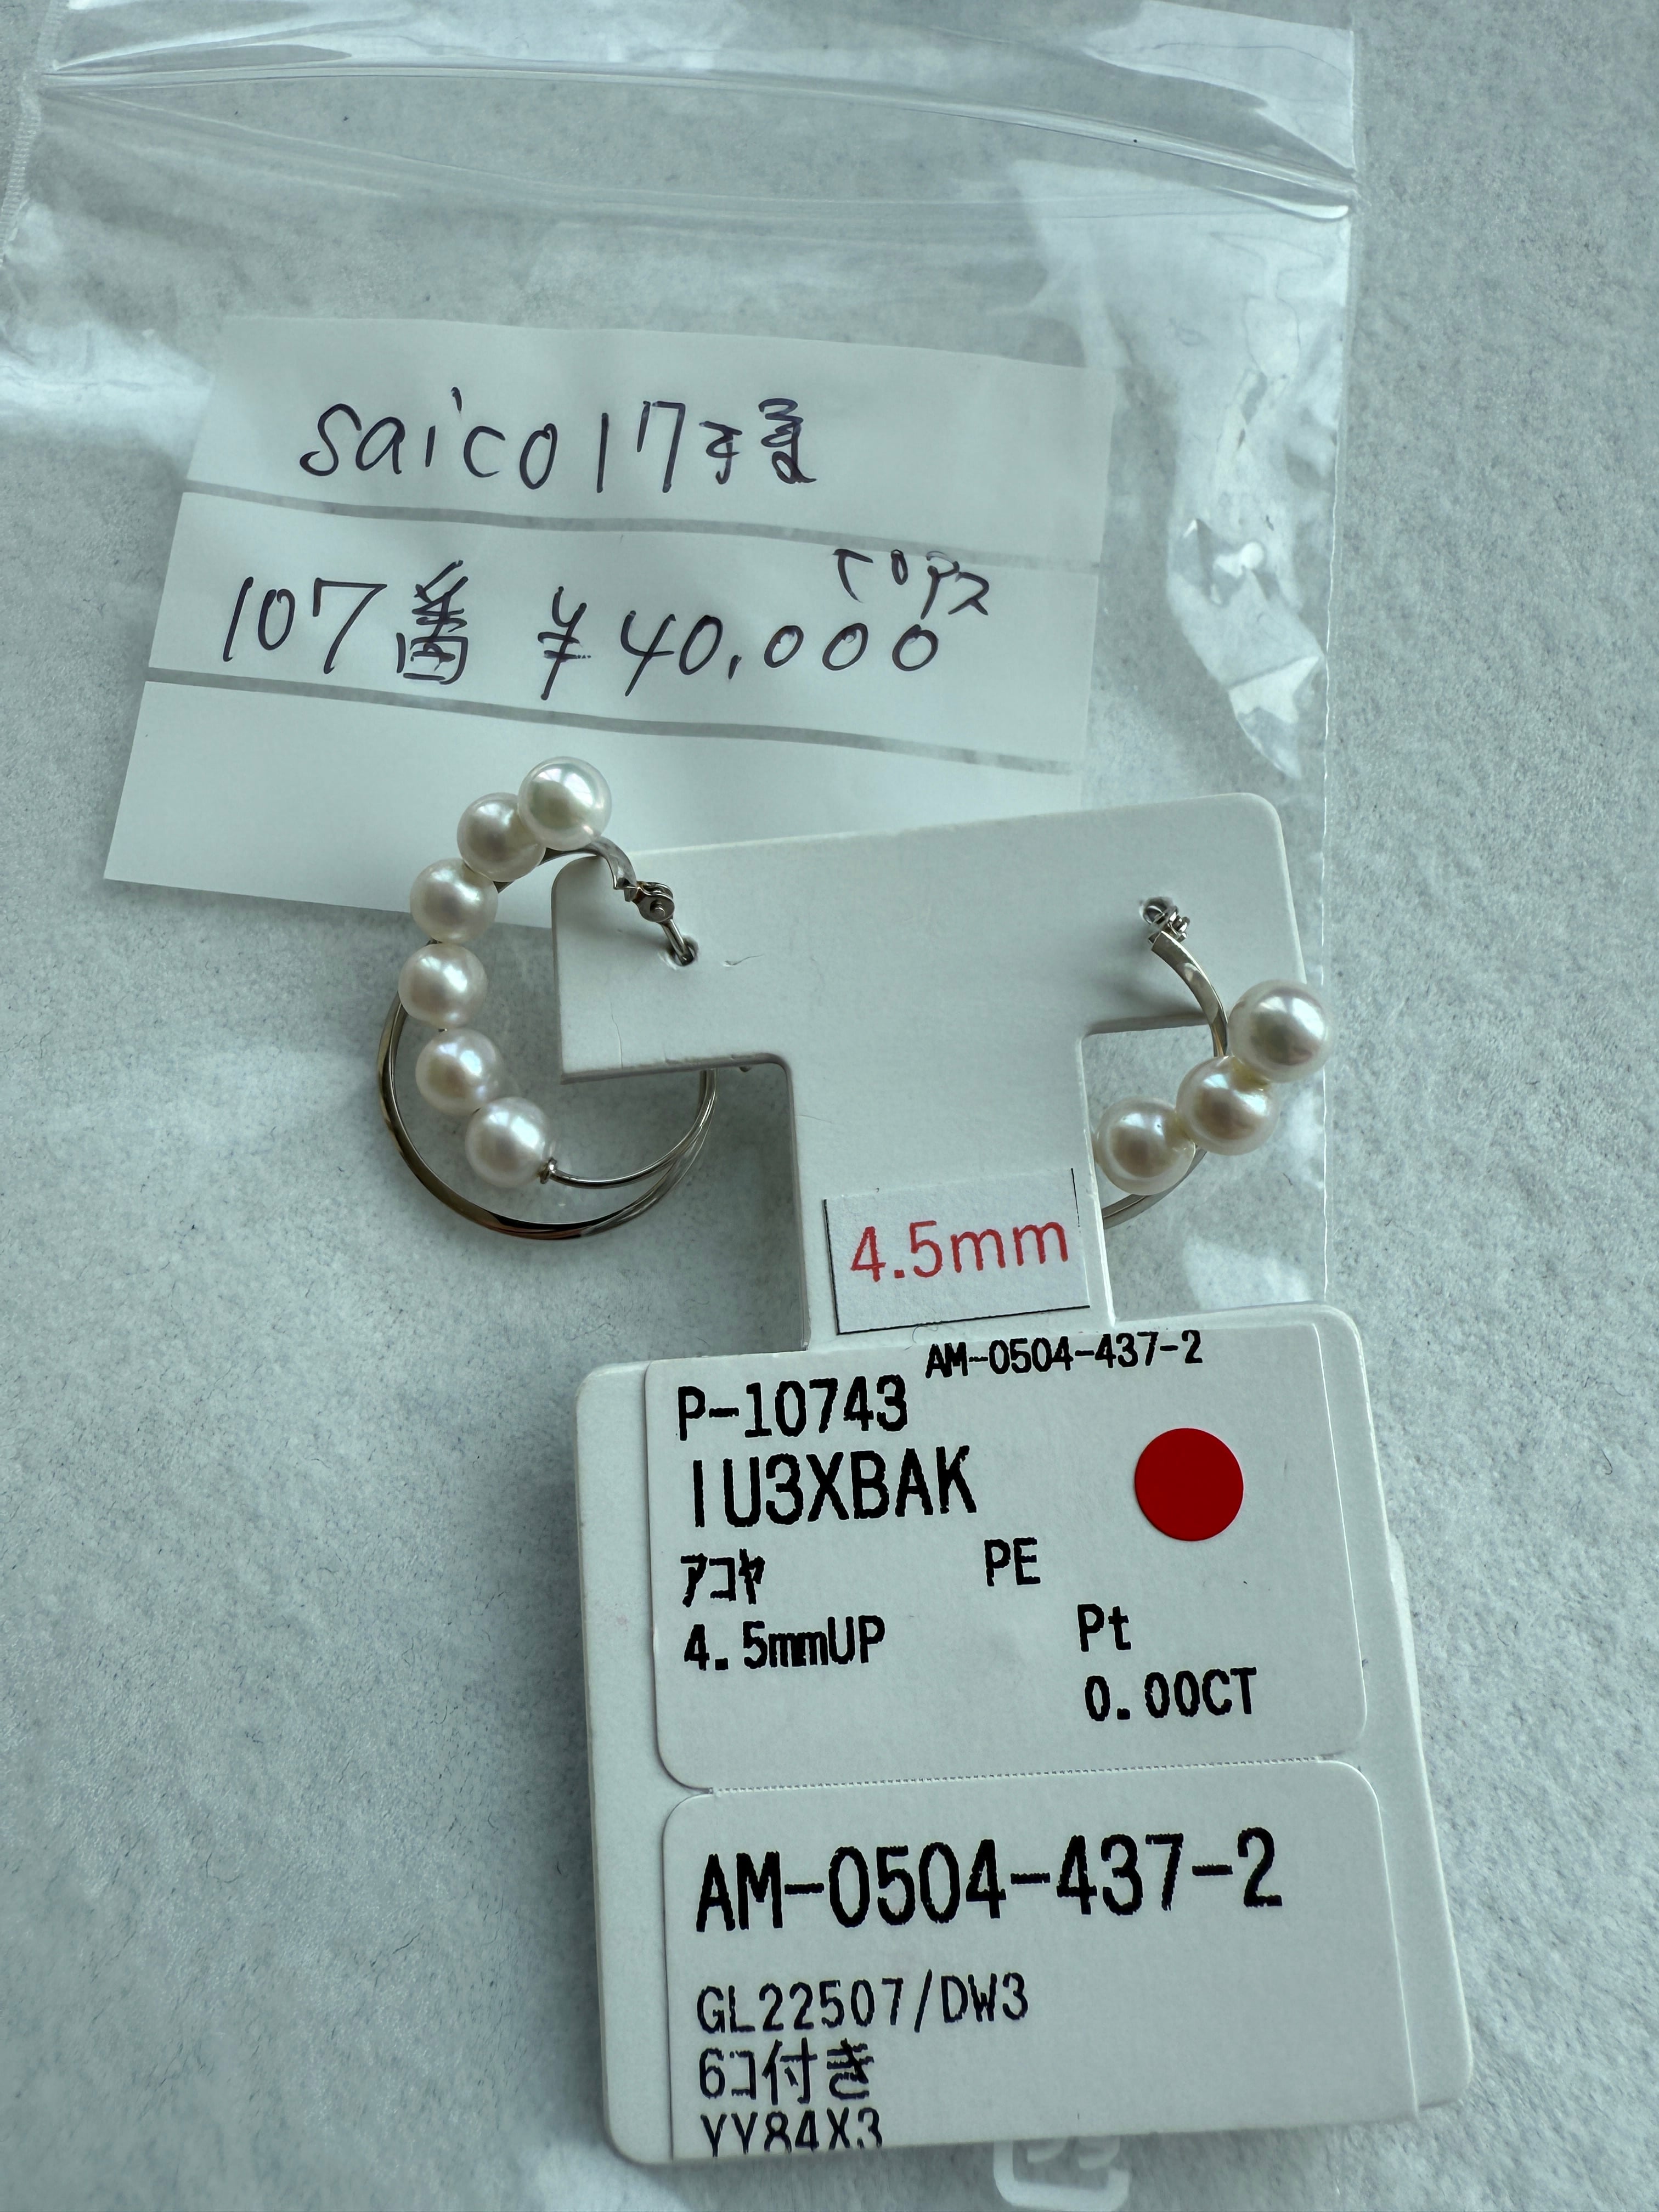 saico17様
ピアス
107番 ¥40,000
4.5mm
AM-0504-437-2
P-10743
1U3XBAK
アコヤ PE
4.5mmUP Pt
0.00CT
AM-0504-437-2
GL22507/DW3
6コ付き
YY84X3